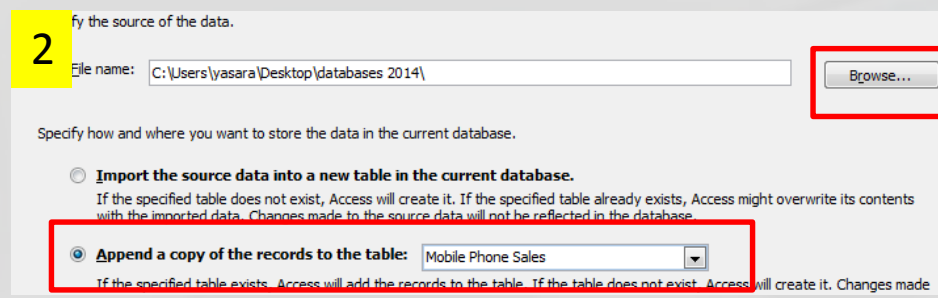 fy the source of the data.
2
File name: C:\Users\yasara\Desktop\databases 2014\ Browse...
Specify how and where you want to store the data in the current database.
Import the source data into a new table in the current database.
If the specified table does not exist, Access will create it. If the specified table already exists, Access might overwrite its contents
with the imported data. Changes made to the source data will not be reflected in the database.
Append a copy of the records to the table: Mobile Phone Sales
If the specified table exists, Access will add the records to the table. If the table does not exist, Access will create it. Changes made